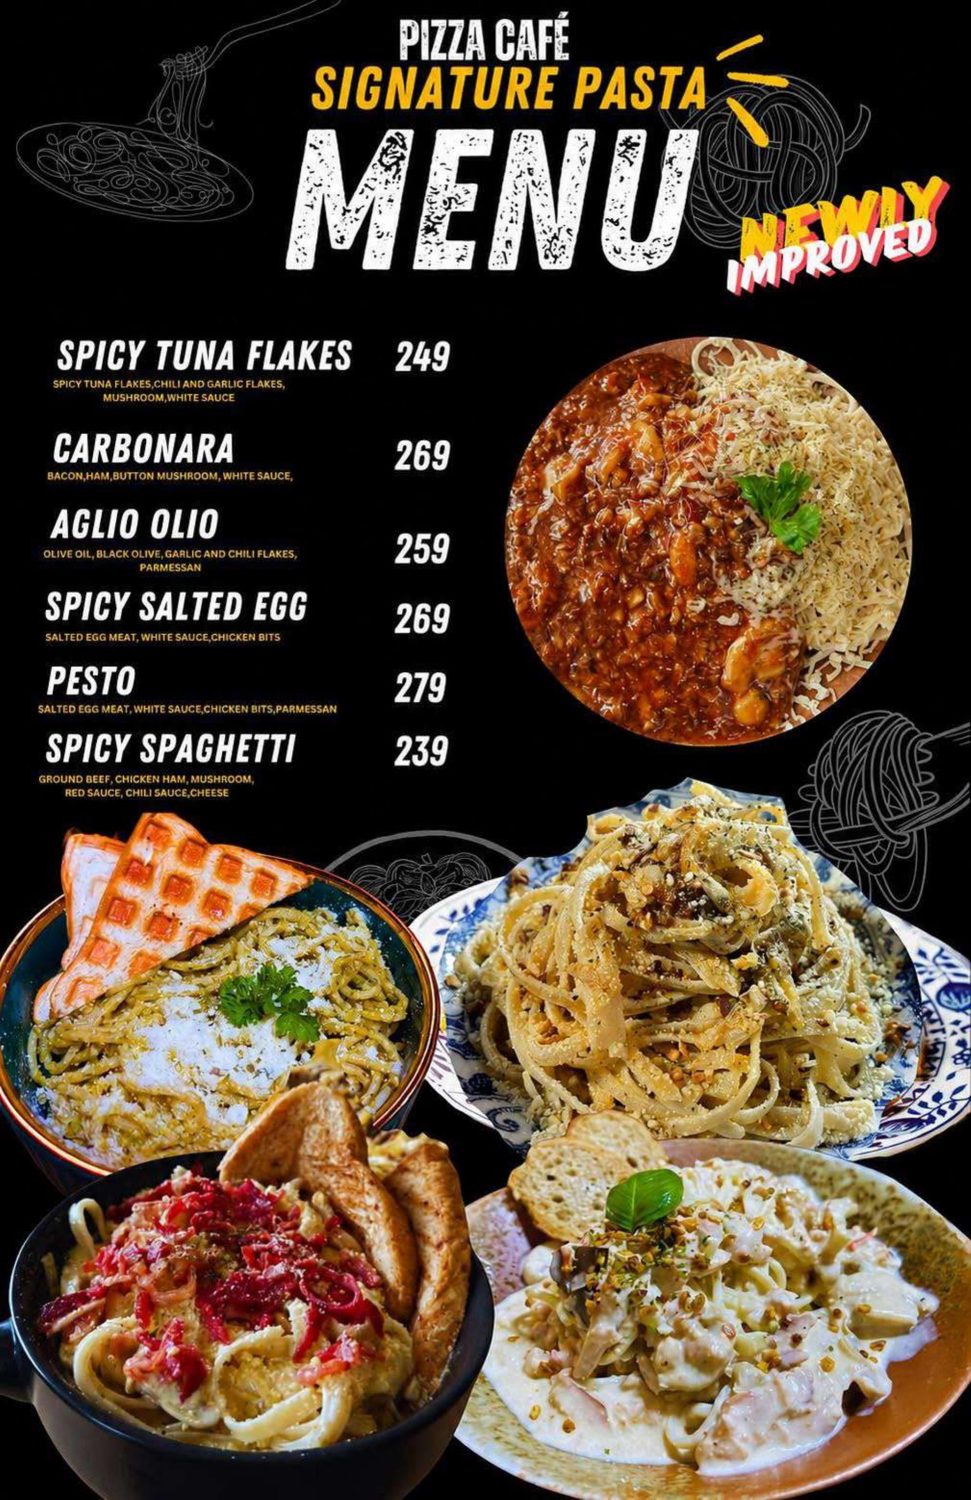 PIZZA CAFÉ
SIGNATURE PASTA
MENU
NEWLY
IMPROVED
SPICY TUNA FLAKES 249
SPICY TUNA FLAKES,CHILI AND GARLIC FLAKES,
MUSHROOM,WHITE SAUCE
CARBONARA 269
BACON,HAM,BUTTON MUSHROOM, WHITE SAUCE,
AGLIO OLIO 259
OLIVE OIL, BLACK OLIVE, GARLIC AND CHILI FLAKES,
PARMESSAN
SPICY SALTED EGG 269
SALTED EGG MEAT, WHITE SAUCE,CHICKEN BITS
PESTO 279
SALTED EGG MEAT, WHITE SAUCE,CHICKEN BITS,PARMESSAN
SPICY SPAGHETTI 239
GROUND BEEF, CHICKEN HAM, MUSHROOM,
RED SAUCE, CHILI SAUCE,CHEESE